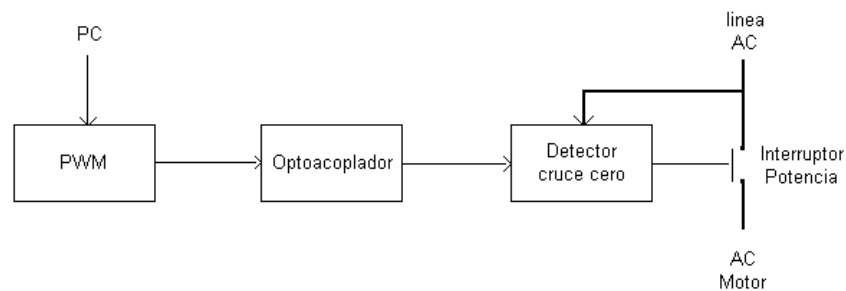 PC
linea
AC
PWM
Optoacoplador
Detector
cruce cero
Interruptor
Potencia
AC
Motor